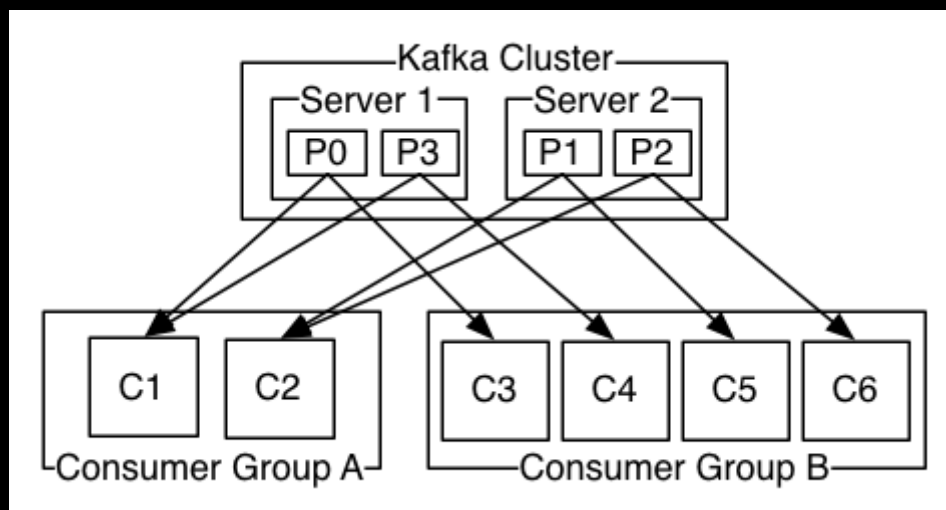 Kafka Cluster
Server 1
Server 2
P0
P3
P1
P2
C1
C2
C3
C4
C5
C6
Consumer Group A
Consumer Group B